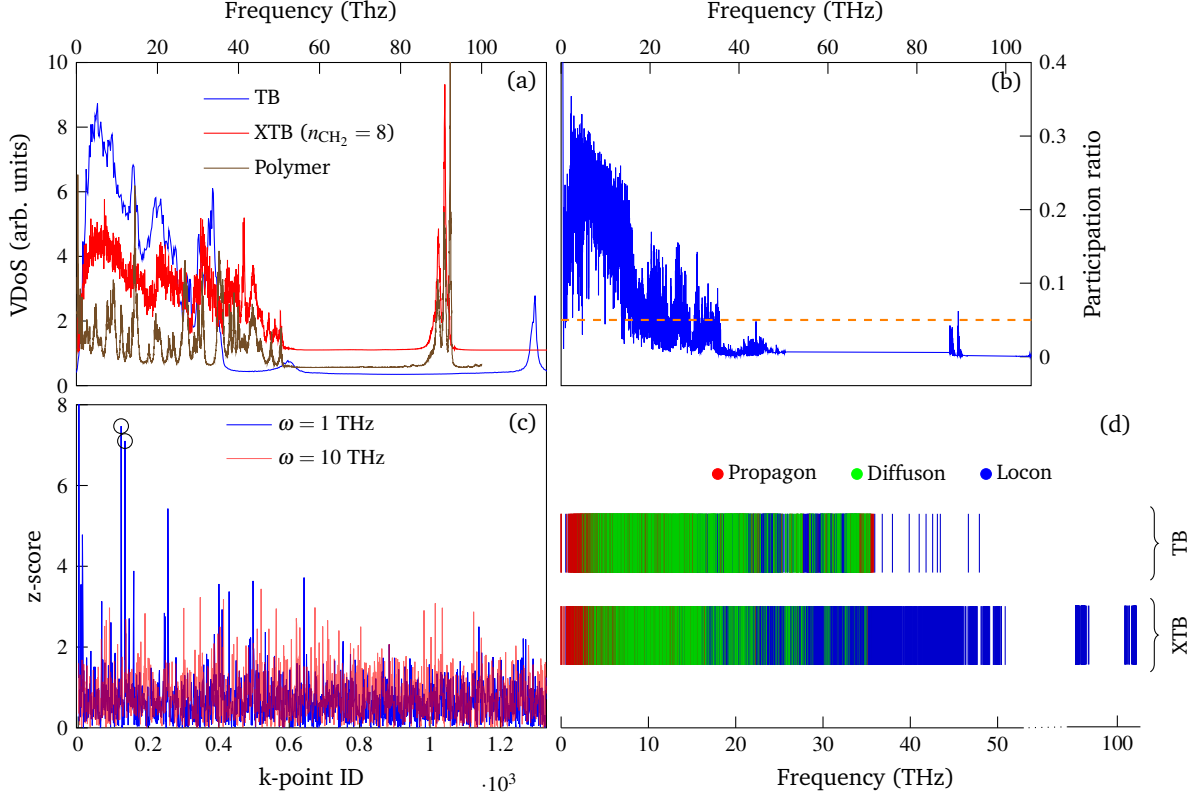 Frequency (Thz)
0 20 40 60 80 100
10
8
6
4
2
0
VDoS (arb. units)
(a)
TB
XTB (nCH2 = 8)
Polymer
Frequency (THz)
0 20 40 60 80 100
(b)
0.4
0.3
0.2
0.1
0
Participation ratio
8
6
4
2
0
z-score
(c)
ω = 1 THz
ω = 10 THz
0 0.2 0.4 0.6 0.8 1 1.2
k-point ID
·10³
(d)
Propagon Diffuson Locon
TB
XTB
0 10 20 30 40 50 100
Frequency (THz)